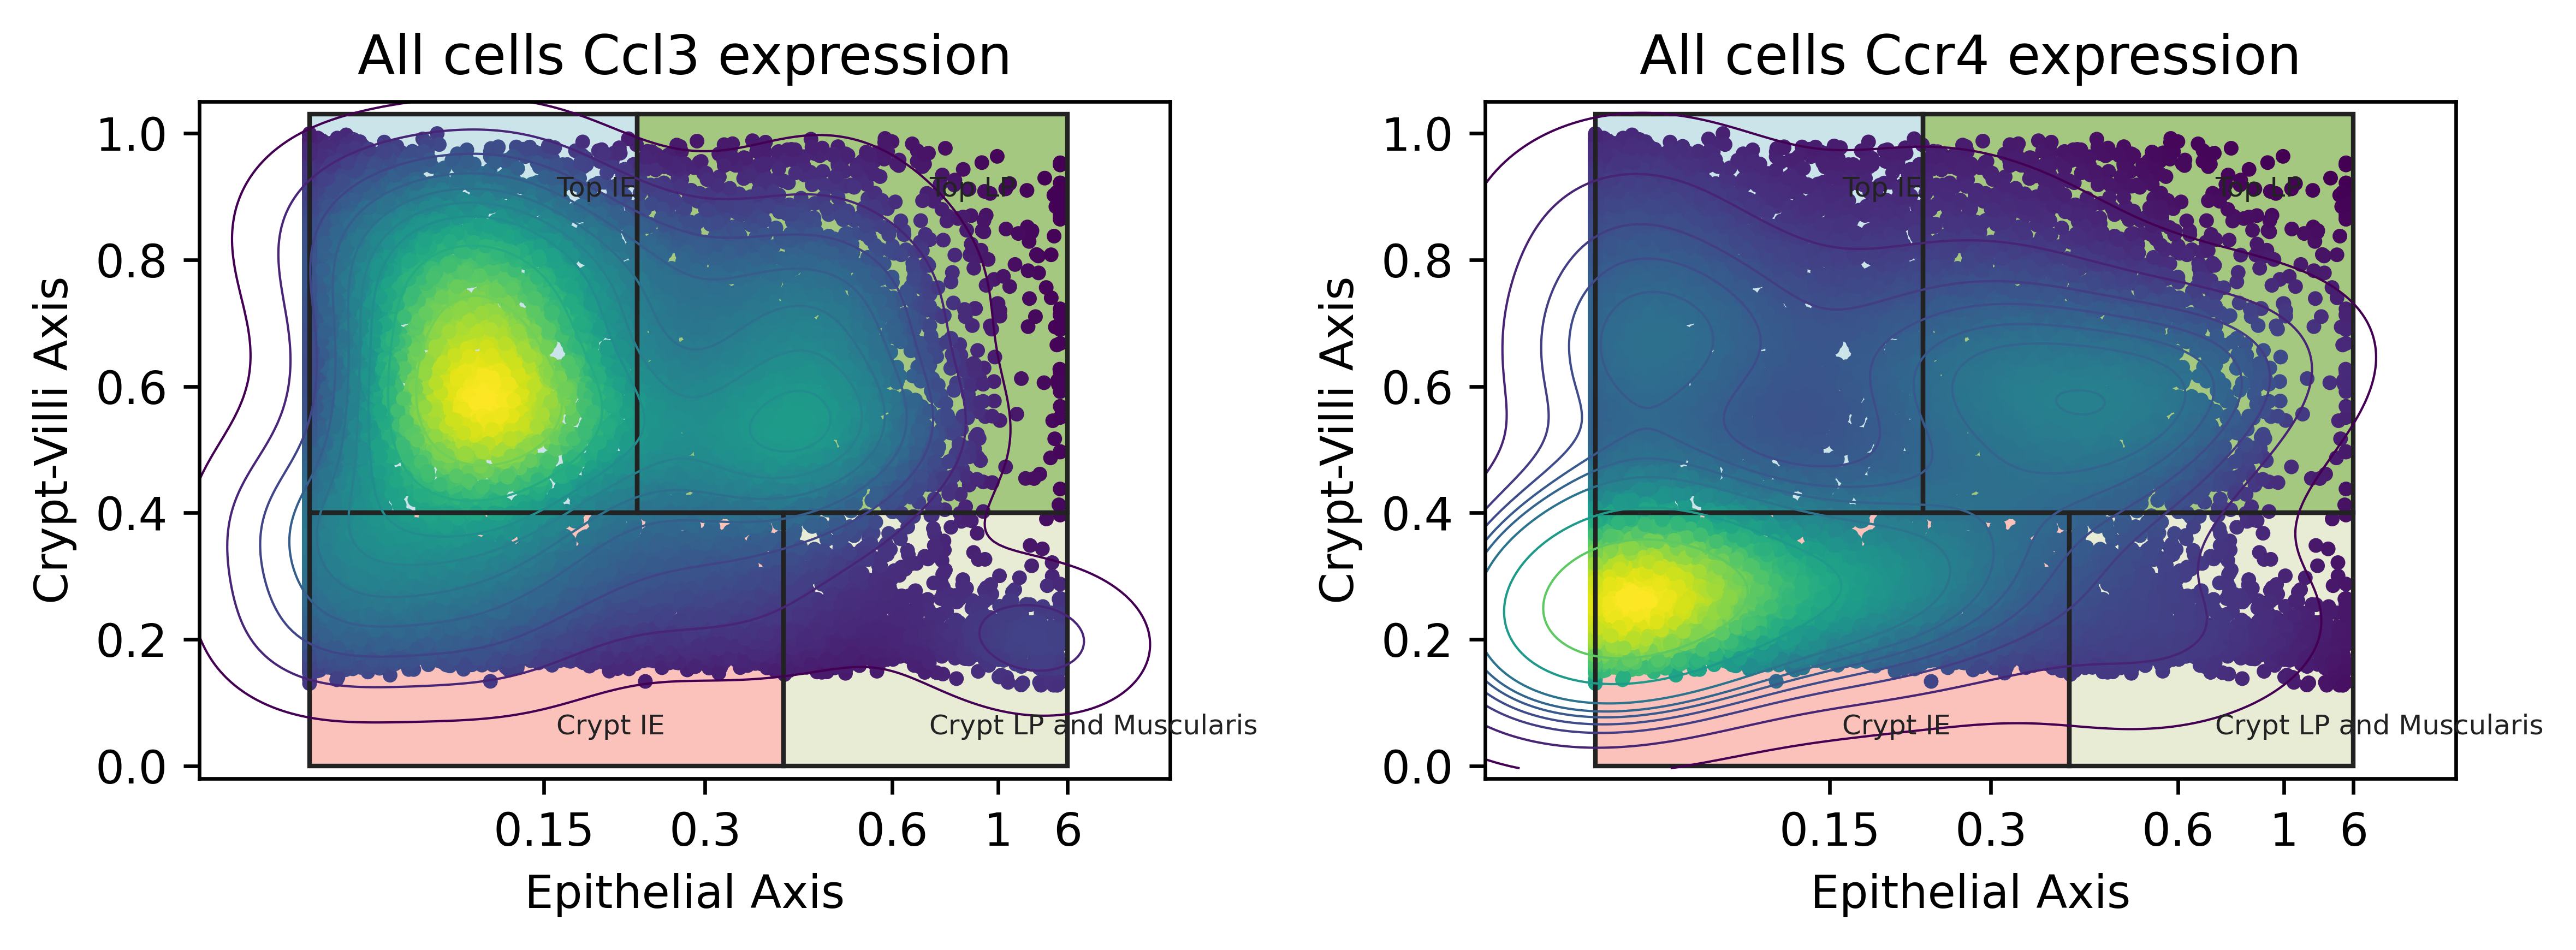 All cells Ccl3 expression
Crypt-Villi Axis
1.0
0.8
0.6
0.4
0.2
0.0
Top IE
Top LP
Crypt IE
Crypt LP and Muscularis
0.15 0.3 0.6 1 6
Epithelial Axis
All cells Ccr4 expression
Crypt-Villi Axis
1.0
0.8
0.6
0.4
0.2
0.0
Top IE
Top LP
Crypt IE
Crypt LP and Muscularis
0.15 0.3 0.6 1 6
Epithelial Axis